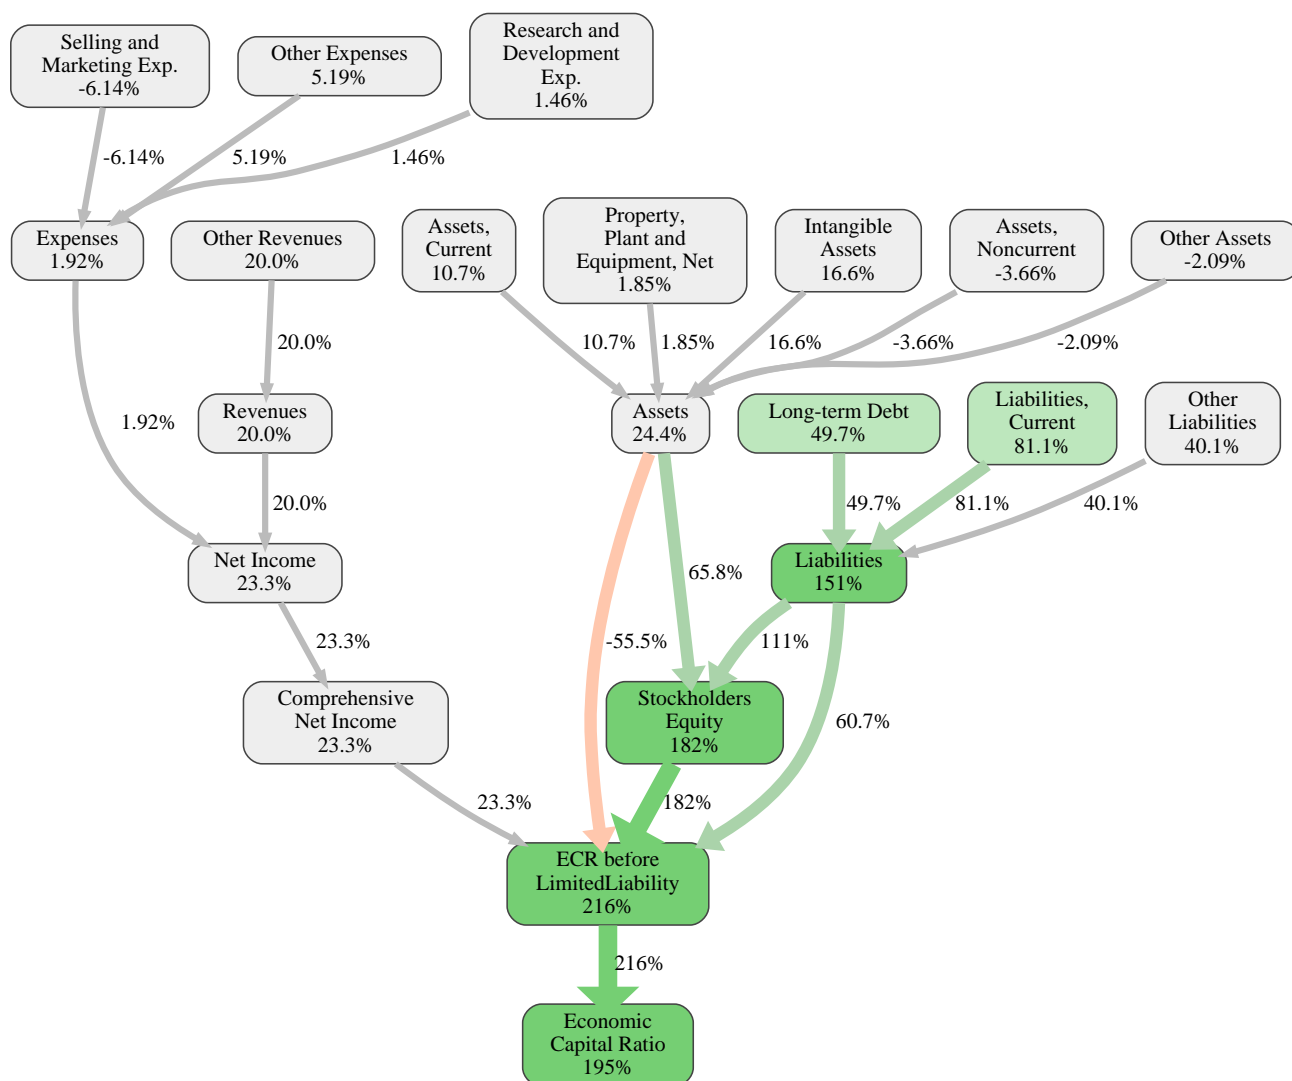 Selling and
Marketing Exp.
-6.14%
Other Expenses
5.19%
Research and
Development
Exp.
1.46%
-6.14%
5.19%
1.46%
Expenses
1.92%
Other Revenues
20.0%
Assets,
Current
10.7%
Property,
Plant and
Equipment, Net
1.85%
Intangible
Assets
16.6%
Assets,
Noncurrent
-3.66%
Other Assets
-2.09%
20.0%
10.7%
1.85%
16.6%
-3.66%
-2.09%
1.92%
Revenues
20.0%
Assets
24.4%
Long-term Debt
49.7%
Liabilities,
Current
81.1%
Other
Liabilities
40.1%
20.0%
49.7%
81.1%
40.1%
Net Income
23.3%
65.8%
Liabilities
151%
23.3%
-55.5%
111%
Comprehensive
Net Income
23.3%
Stockholders
Equity
182%
60.7%
23.3%
182%
ECR before
LimitedLiability
216%
216%
Economic
Capital Ratio
195%